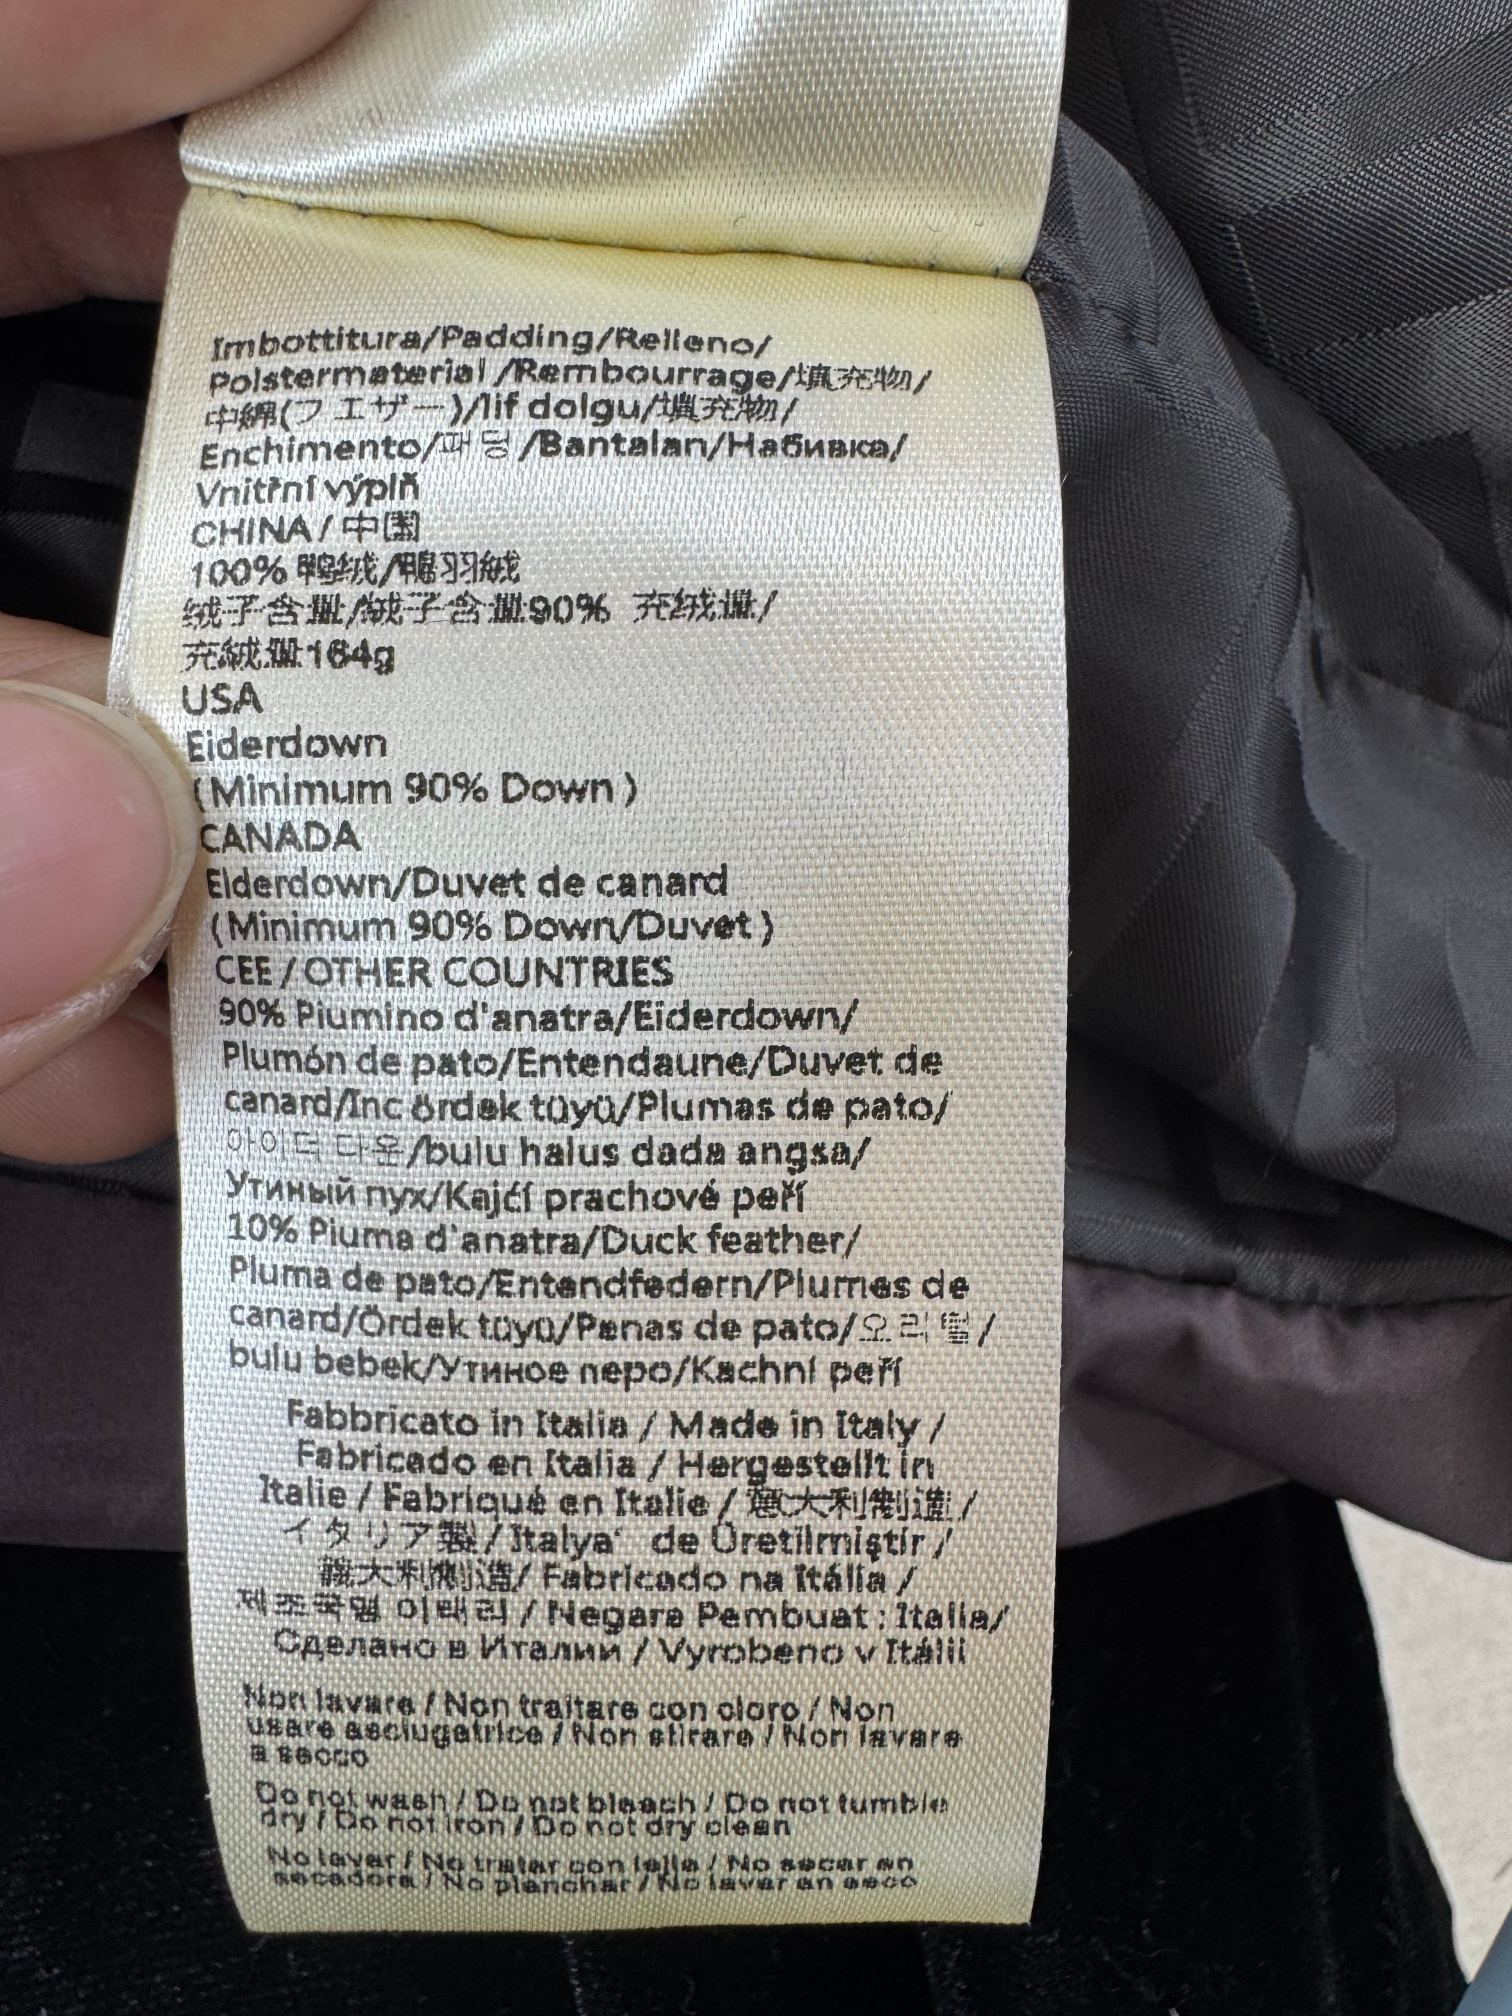 Imbottitura/Padding/Relleno/
Polstermaterial /Rembourrage/填充物/
中綿(フェザー)/Iif dolgu/填充物/
Enchimento/패딩/Bantalan/Набивка/
Vnitřní výplň
CHINA / 中国
100% 鸭绒/鴨羽絨
绒子含量/絨子含量90% 充绒量/
充絨量164g
USA
Eiderdown
(Minimum 90% Down )
CANADA
Elderdown/Duvet de canard
(Minimum 90% Down/Duvet )
CEE / OTHER COUNTRIES
90% Piumino d'anatra/Eiderdown/
Plumón de pato/Entendaune/Duvet de
canard/Inc ördek tüyü/Plumas de pato/
아이더 다운/bulu halus dada angsa/
Утиный пух/Kajčí prachové peří
10% Piuma d'anatra/Duck feather/
Pluma de pato/Entendfedern/Plumes de
canard/Ördek tüyü/Penas de pato/오리털/
bulu bebek/Утиное перо/Kachní peří
Fabbricato in Italia / Made in Italy /
Fabricado en Italia / Hergestellt in
Italie / Fabriqué en Italie / 意大利制造/
イタリア製/ Italya' de Üretilmiştir /
義大利制造/ Fabricado na Itália /
제조국명 이태리 / Negara Pembuat : Italia/
Сделано в Италии / Vyrobeno v Itálii
Non lavare / Non trattare con cloro / Non
usare asciugatrice / Non stirare / Non lavare
a secco
Do not wash / Do not bleach / Do not tumble
dry / Do not iron / Do not dry clean
No lavar / No tratar con lejia / No secar en
secadora / No planchar / No lavar en seco